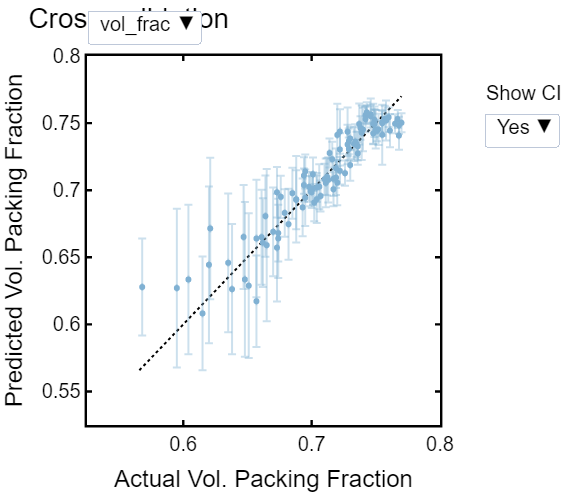 Cros
on
vol_frac ▼
Show CI
Yes ▼
Predicted Vol. Packing Fraction
0.8
0.75
0.7
0.65
0.6
0.55
0.6 0.7 0.8
Actual Vol. Packing Fraction